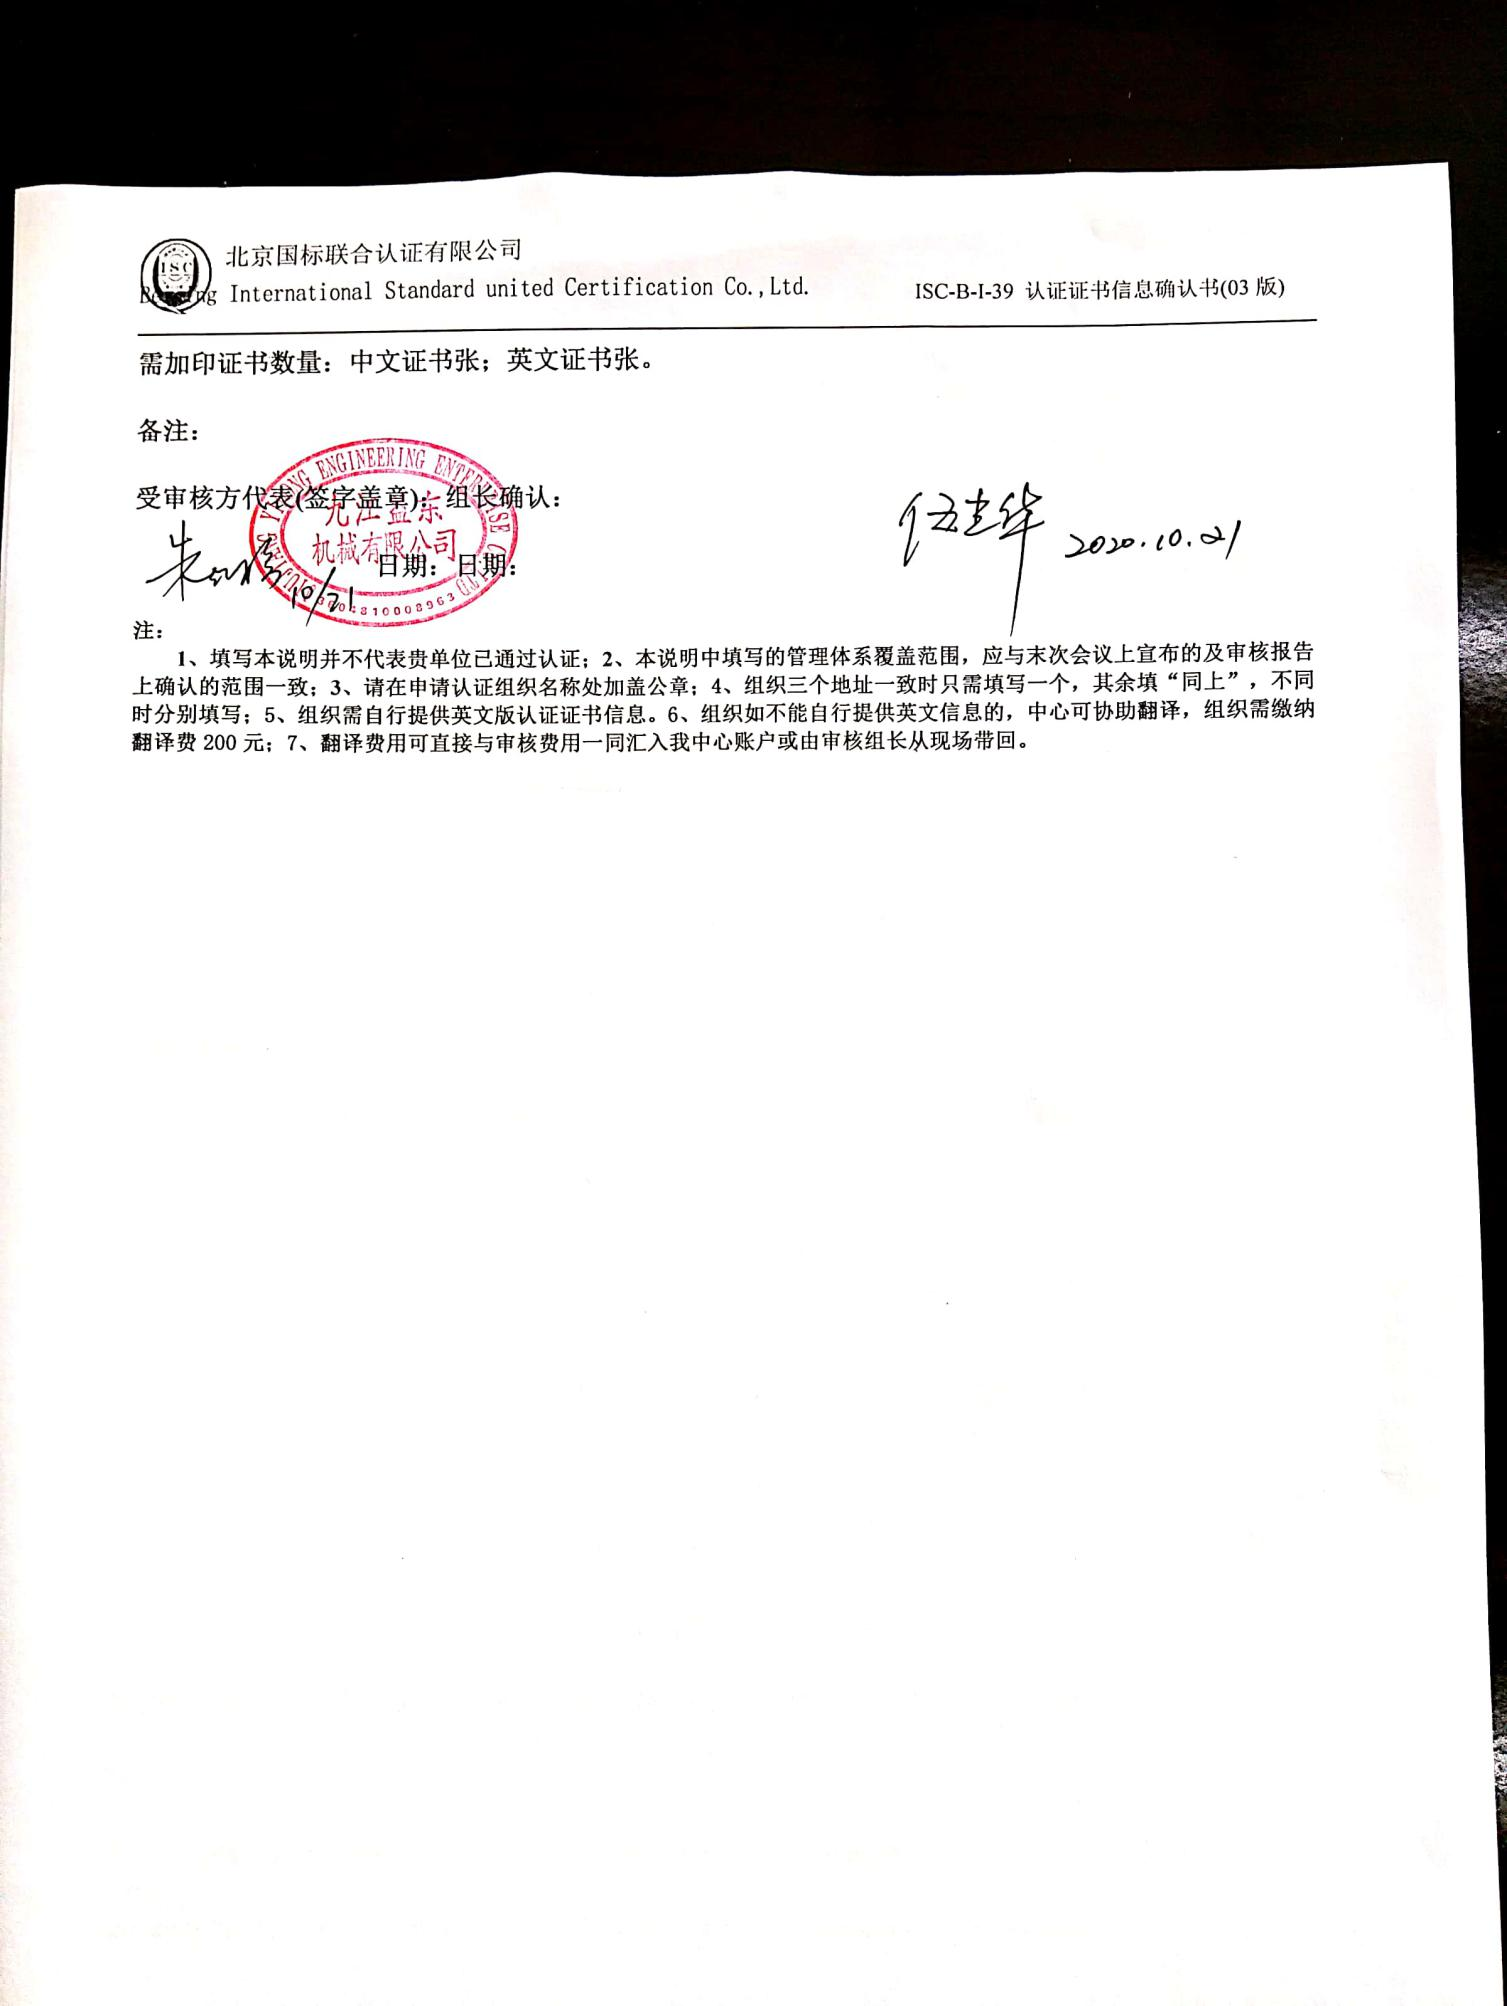 北京国标联合认证有限公司
International Standard united Certification Co.,Ltd.
ISC-B-I-39 认证证书信息确认书(03 版)
ISC
需加印证书数量：中文证书张；英文证书张。
备注：
受审核方代表(签字盖章)：组长确认：
日期：日期：
YIDONG ENGINEERING ENTERPRISE
九江益东
机械有限公司
朱
10/21
伍建华
2020.10.21
注：
1、填写本说明并不代表贵单位已通过认证；2、本说明中填写的管理体系覆盖范围，应与末次会议上宣布的及审核报告
上确认的范围一致；3、请在申请认证组织名称处加盖公章；4、组织三个地址一致时只需填写一个，其余填“同上”，不同
时分别填写；5、组织需自行提供英文版认证证书信息。6、组织如不能自行提供英文信息的，中心可协助翻译，组织需缴纳
翻译费 200 元；7、翻译费用可直接与审核费用一同汇入我中心账户或由审核组长从现场带回。